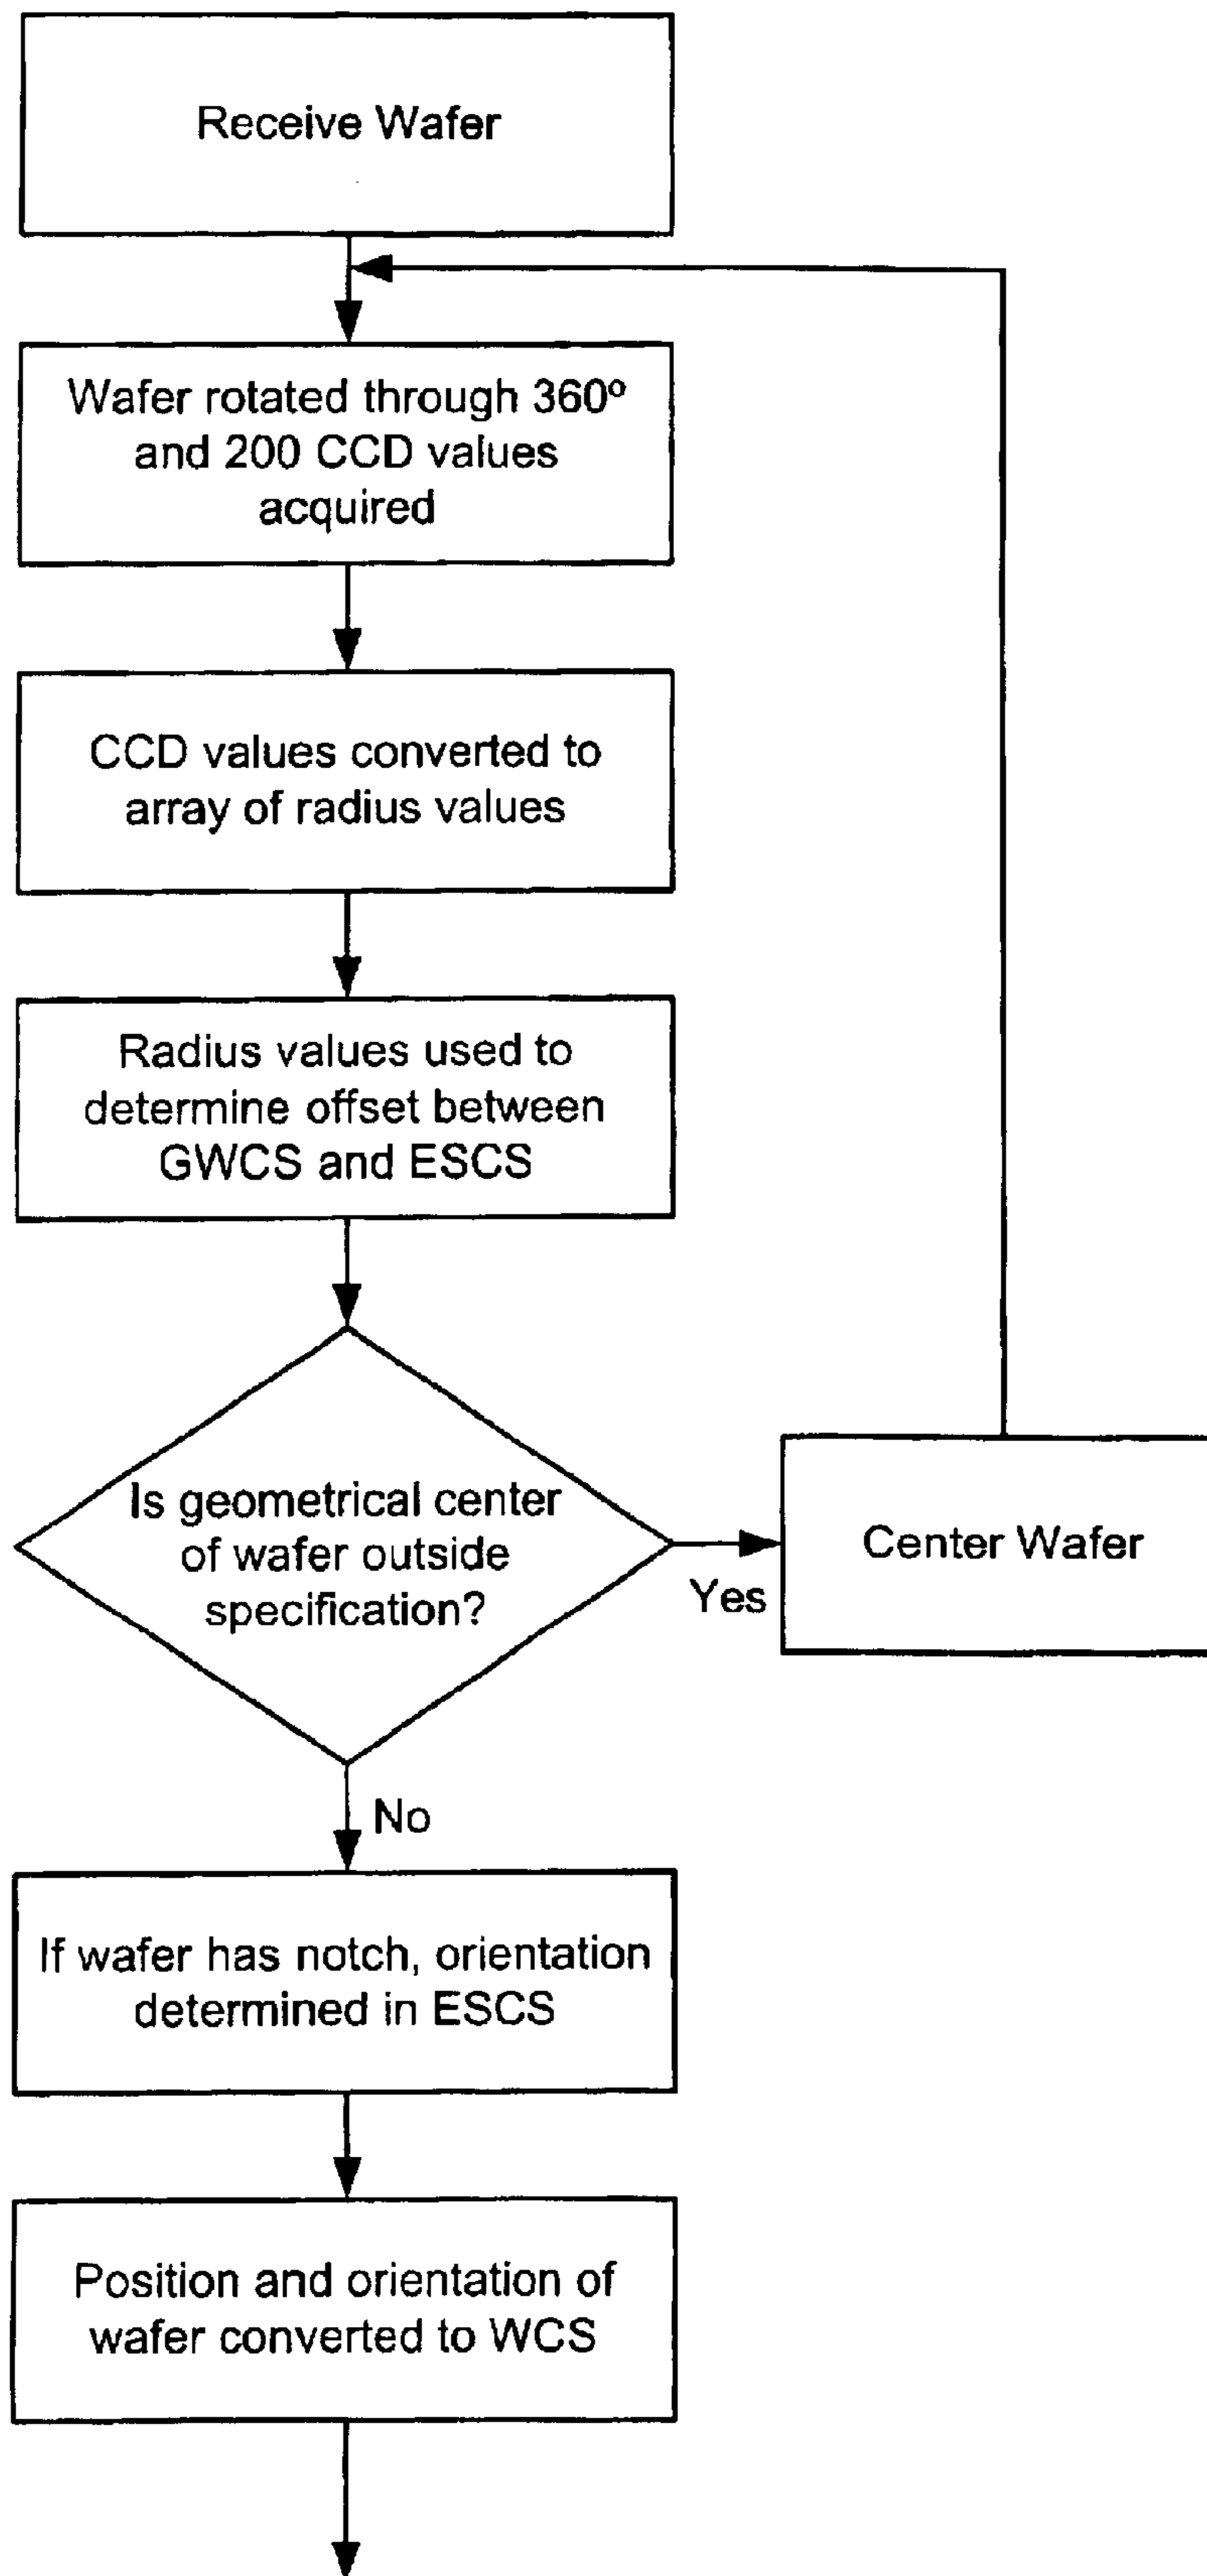 Receive Wafer
Wafer rotated through 360º
and 200 CCD values
acquired
CCD values converted to
array of radius values
Radius values used to
determine offset between
GWCS and ESCS
Is geometrical center
of wafer outside
specification?
Yes
Center Wafer
No
If wafer has notch, orientation
determined in ESCS
Position and orientation of
wafer converted to WCS